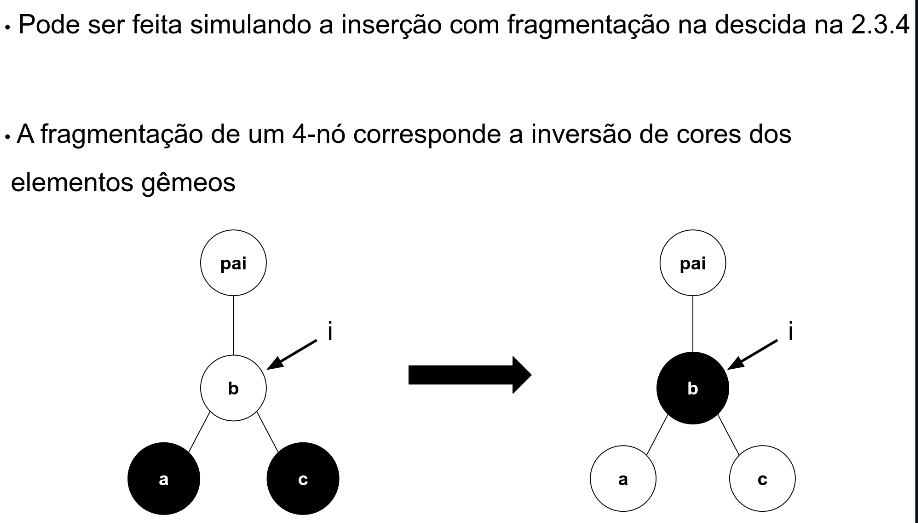 · Pode ser feita simulando a inserção com fragmentação na descida na 2.3.4
· A fragmentação de um 4-nó corresponde a inversão de cores dos
elementos gêmeos
pai
pai
i
i
b
b
a
c
a
c